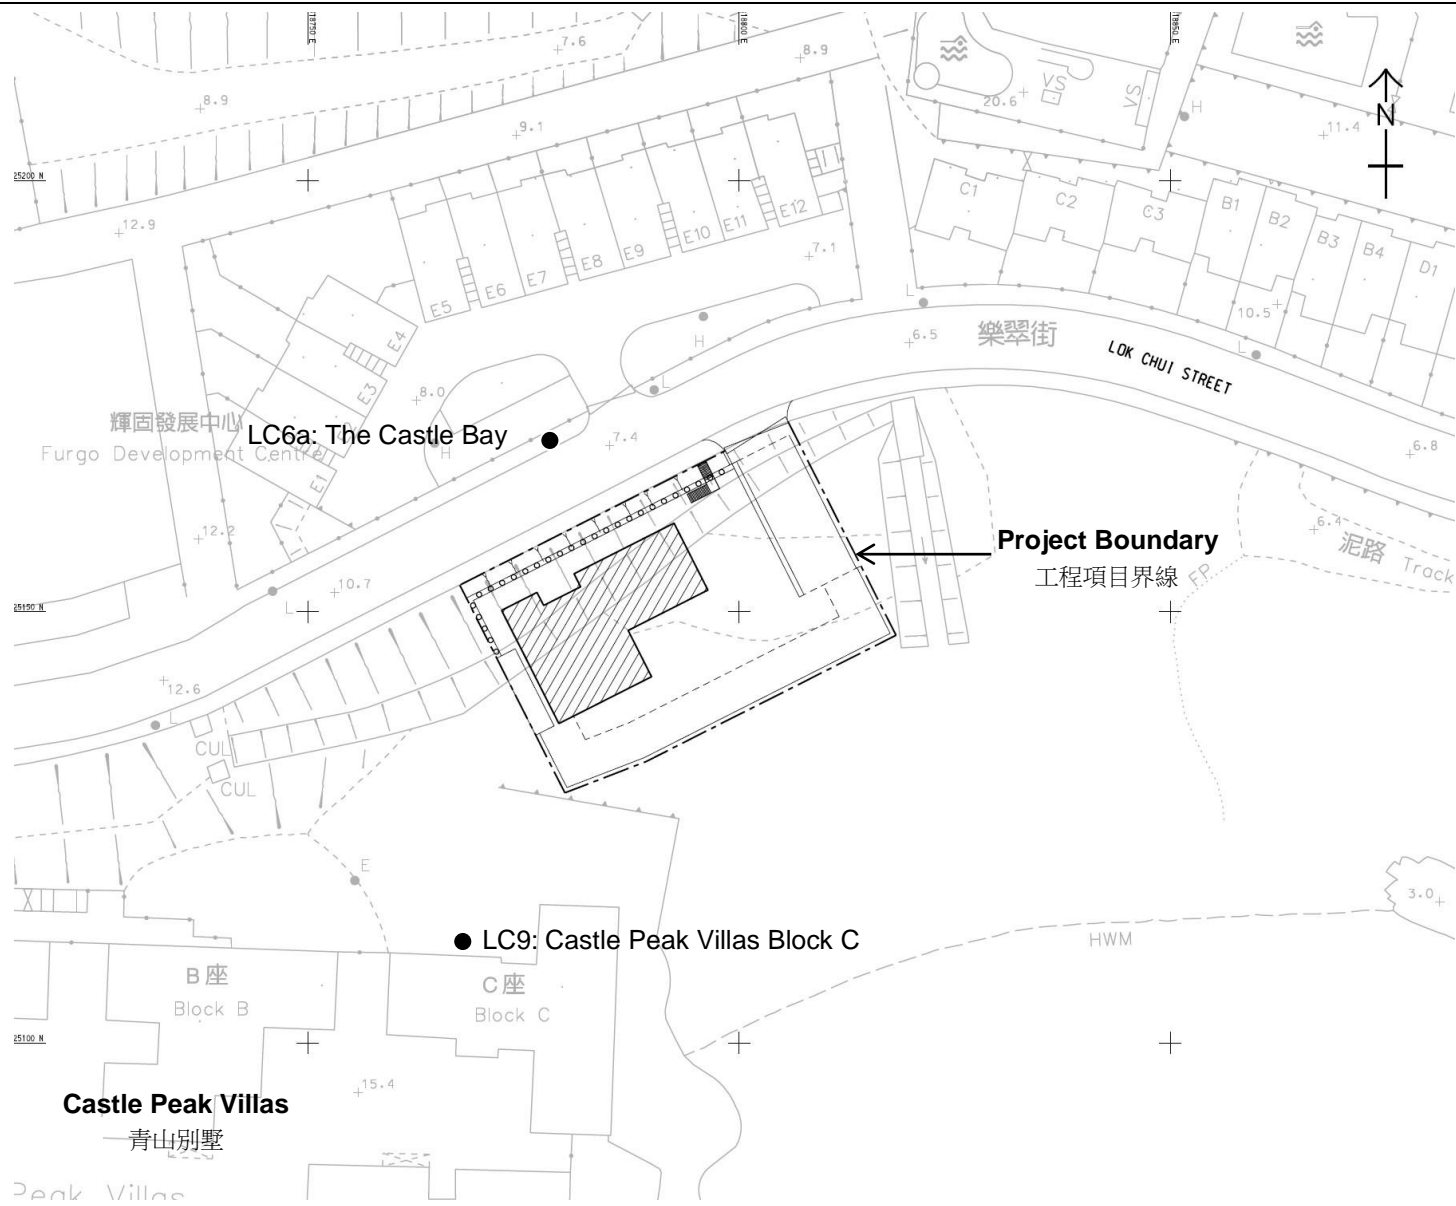 18750 E
18800 E
18850 E
7.6
8.9
8.9
9.1
VS
20.6
VS
H
11.4
N
25200 N
12.9
C1
C2
C3
B1
B2
B3
B4
D1
E12
E11
E10
E9
E8
E7
E6
E5
7.1
L
10.5
E4
H
6.5
樂翠街
LOK CHUI STREET
L
E3
8.0
L
輝固發展中心
LC6a: The Castle Bay
7.4
6.8
Furgo Development Centre
H
E1
12.2
6.4
泥路 Track
Project Boundary
工程項目界線
FP
10.7
25150 N
L
12.6
L
CUL
CUL
E
3.0
LC9: Castle Peak Villas Block C
HWM
B座
Block B
C座
Block C
25100 N
15.4
Castle Peak Villas
青山別墅
Peak Villas